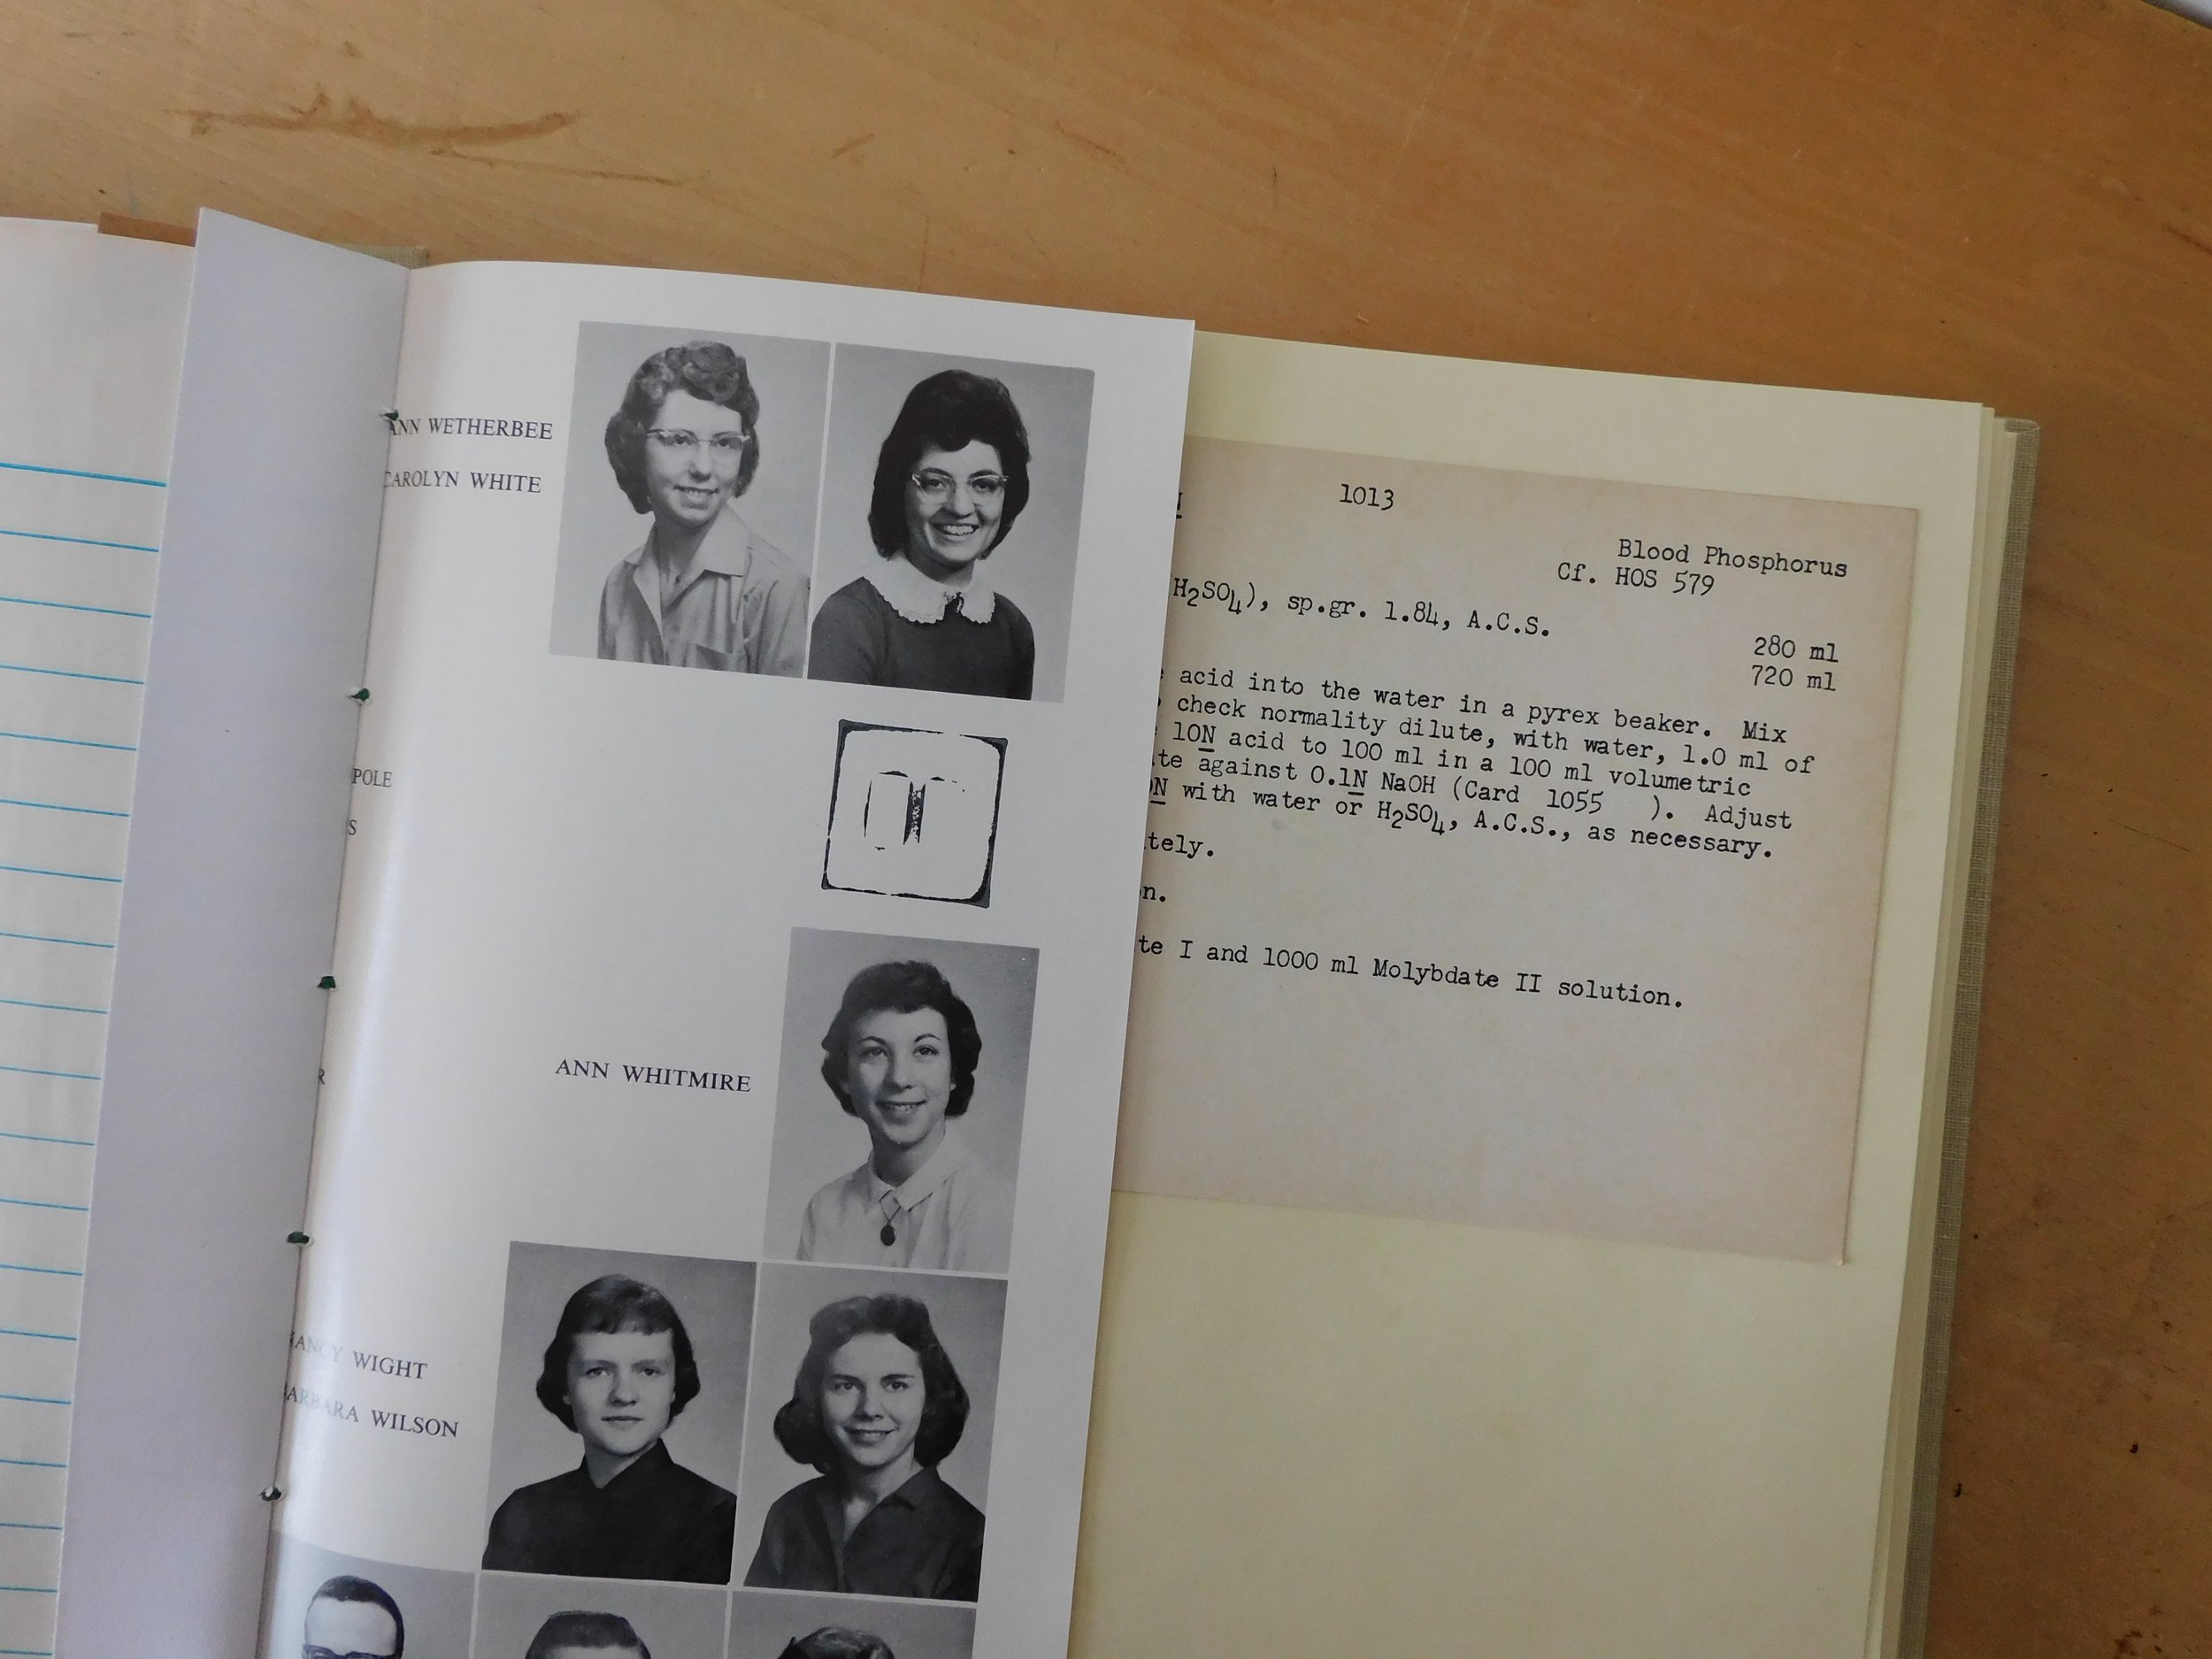 ANN WETHERBEE
CAROLYN WHITE
POLE
S
R
ANN WHITMIRE
NANCY WIGHT
BARBARA WILSON
N 1013
Blood Phosphorus
Cf. HOS 579
H₂SO₄), sp.gr. 1.84, A.C.S.
280 ml
720 ml
acid into the water in a pyrex beaker. Mix
check normality dilute, with water, 1.0 ml of
10N acid to 100 ml in a 100 ml volumetric
te against 0.1N NaOH (Card 1055 ). Adjust
N with water or H₂SO₄, A.C.S., as necessary.
tely.
n.
te I and 1000 ml Molybdate II solution.